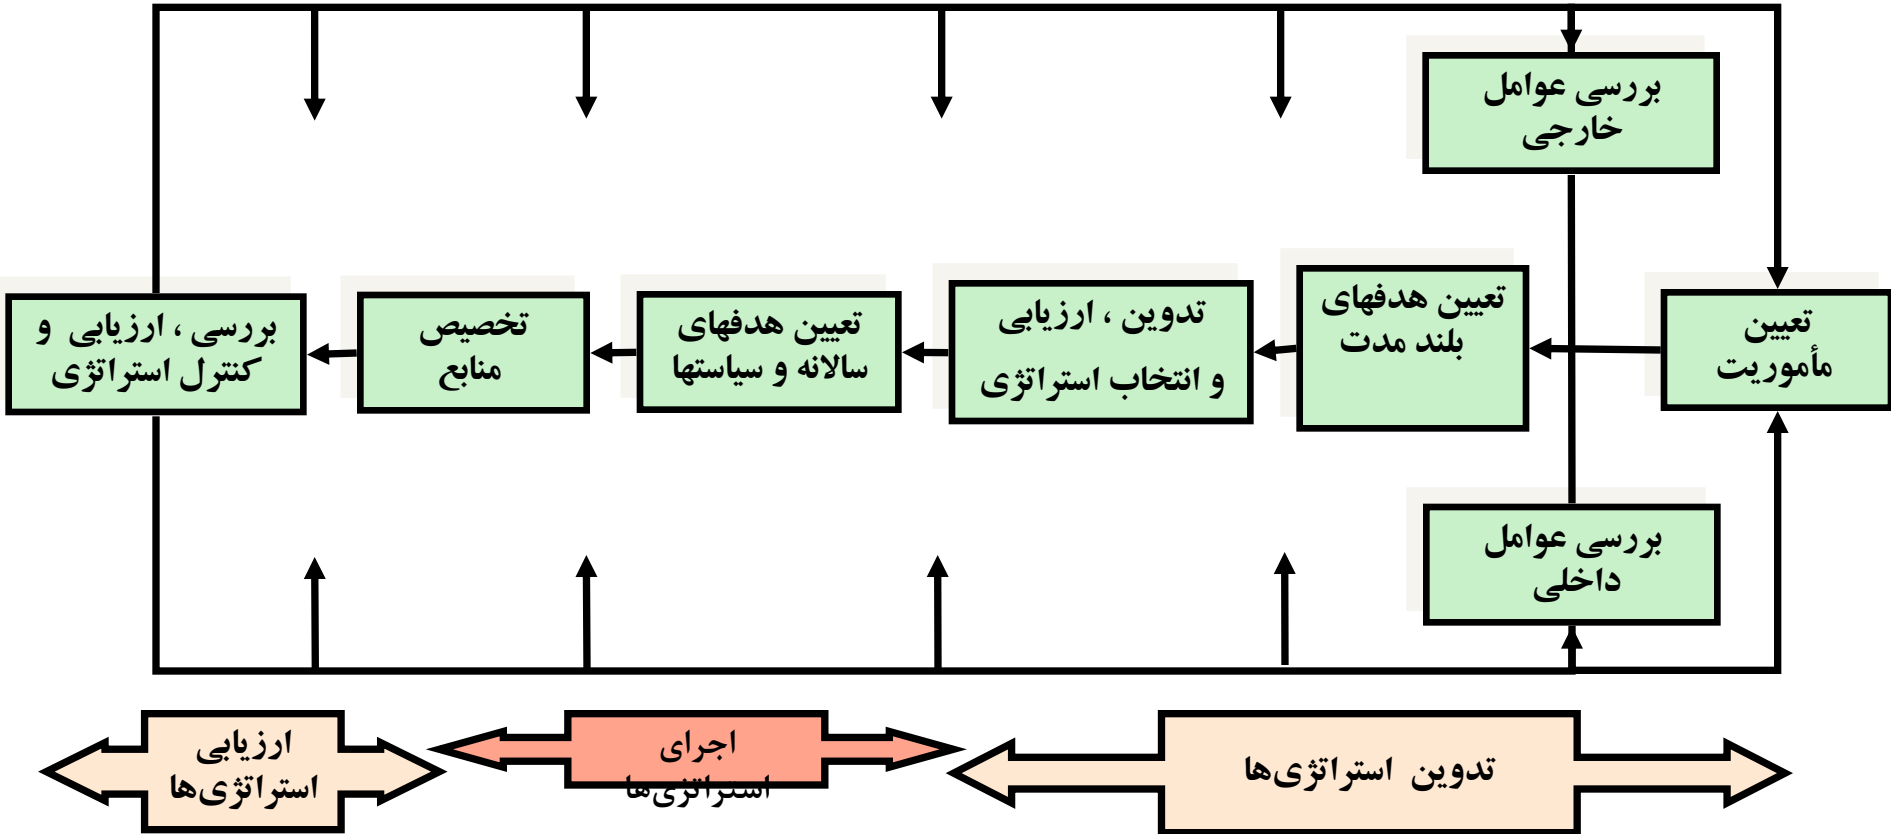 بررسی عوامل
خارجی
تعیین
مأموریت
تعیین هدفهای
بلند مدت
تدوین ، ارزیابی
و انتخاب استراتژی
تعیین هدفهای
سالانه و سیاستها
تخصیص
منابع
بررسی ، ارزیابی و
کنترل استراتژی
بررسی عوامل
داخلی
تدوین استراتژی‌ها
اجرای
استراتژی‌ها
ارزیابی
استراتژی‌ها